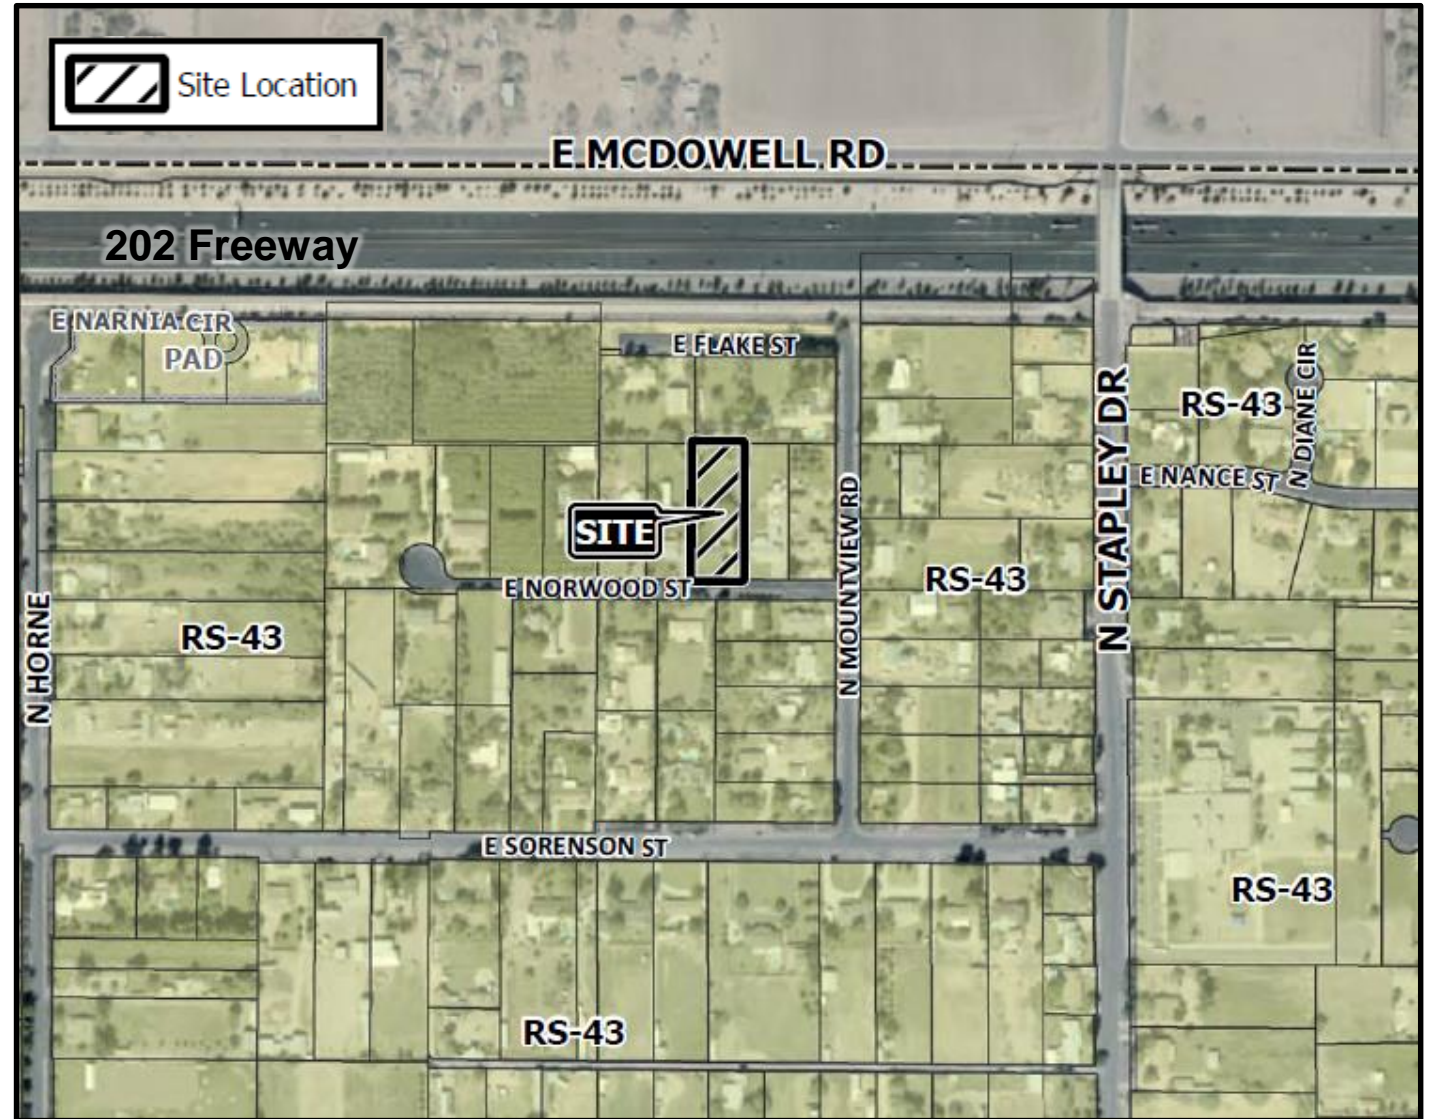 Site Location
E MCDOWELL RD
202 Freeway
E NARNIA CIR
PAD
E FLAKE ST
RS-43
N DIANE CIR
N STAPLEY DR
E NANCE ST
SITE
N MOUNTVIEW RD
RS-43
E NORWOOD ST
N HORNE
RS-43
E SORENSON ST
RS-43
RS-43